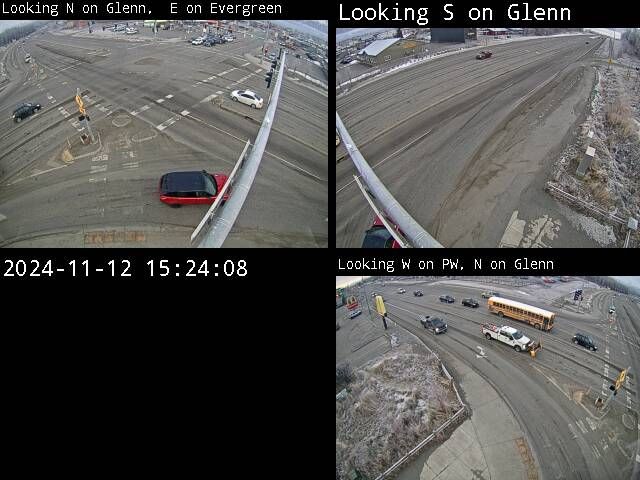 Looking N on Glenn,  E on Evergreen
Looking S on Glenn
2024-11-12 15:24:08
Looking W on PW, N on Glenn